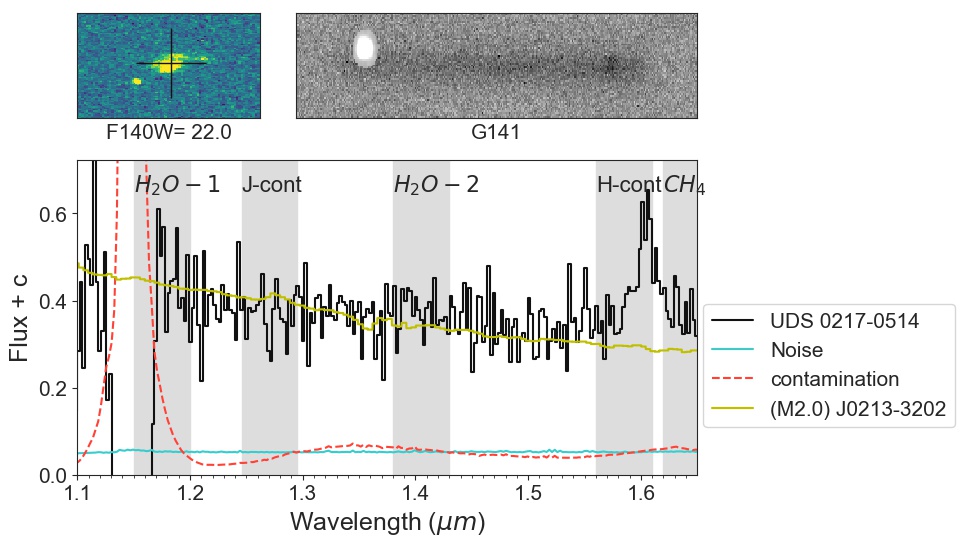 F140W= 22.0
G141
H₂O − 1
J-cont
H₂O − 2
H-cont
CH₄
0.6
0.4
0.2
0.0
Flux + c
1.1
1.2
1.3
1.4
1.5
1.6
Wavelength (μm)
UDS 0217-0514
Noise
contamination
(M2.0) J0213-3202